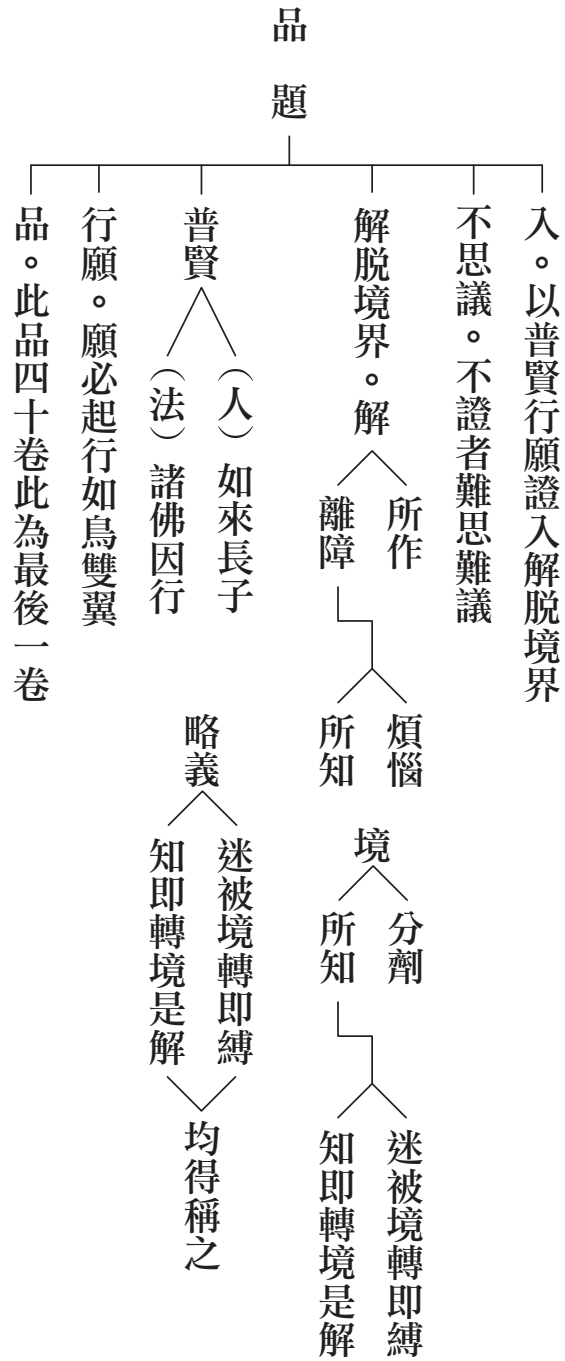 品題
入。以普賢行願證入解脫境界
不思議。不證者難思難議
解脫境界。解
所作
離障
煩惱
所知
境
分劑
所知
迷被境轉即縛
知即轉境是解
普賢
（人）如來長子
（法）諸佛因行
略義
迷被境轉即縛
知即轉境是解
均得稱之
行願。願必起行如鳥雙翼
品。此品四十卷此為最後一卷